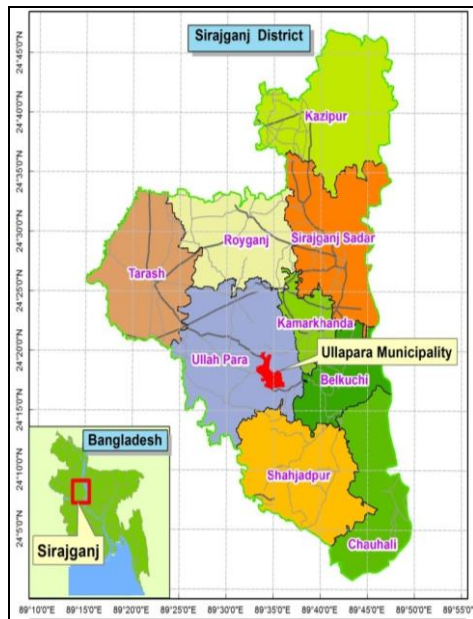 Sirajganj District
24°45'0"N
24°40'0"N
24°35'0"N
24°30'0"N
24°25'0"N
24°20'0"N
24°15'0"N
24°10'0"N
24°5'0"N
Kazipur
Sirajganj Sadar
Royganj
Tarash
Kamarkhanda
Ullah Para
Ullapara Municipality
Belkuchi
Shahjadpur
Chauhali
Bangladesh
Sirajganj
89°10'0"E 89°15'0"E 89°20'0"E 89°25'0"E 89°30'0"E 89°35'0"E 89°40'0"E 89°45'0"E 89°50'0"E 89°55'0"E